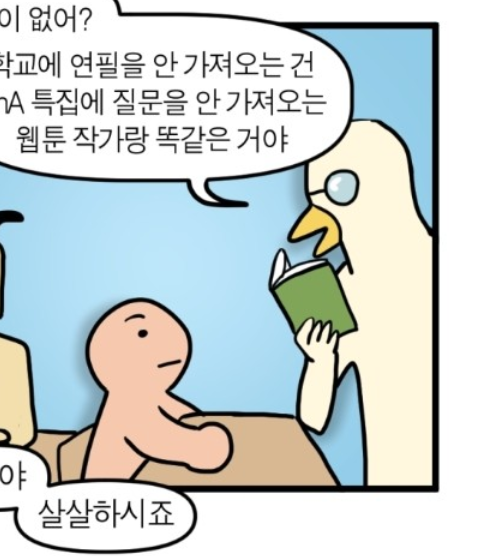 이 없어?
학교에 연필을 안 가져오는 건
nA 특집에 질문을 안 가져오는
웹툰 작가랑 똑같은 거야
야
살살하시죠